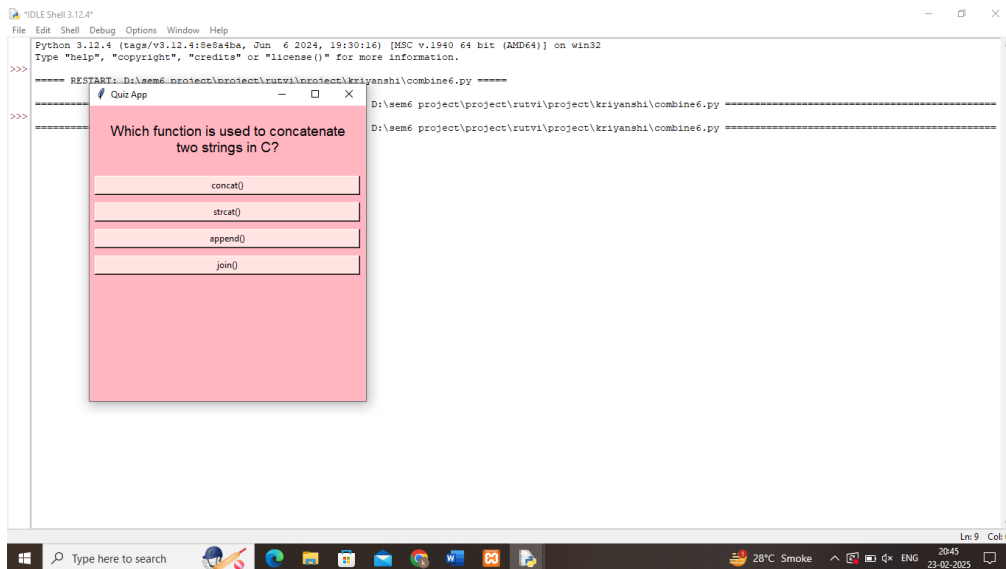 *IDLE Shell 3.12.4*
File Edit Shell Debug Options Window Help
Python 3.12.4 (tags/v3.12.4:8e8a4ba, Jun 6 2024, 19:30:16) [MSC v.1940 64 bit (AMD64)] on win32
Type "help", "copyright", "credits" or "license()" for more information.
>>>
===== RESTART: D:\sem6 project\project\rutvi\project\kriyanshi\combine6.py =====
D:\sem6 project\project\rutvi\project\kriyanshi\combine6.py =============================================
>>>
D:\sem6 project\project\rutvi\project\kriyanshi\combine6.py =============================================
Quiz App
Which function is used to concatenate
two strings in C?
concat()
strcat()
append()
join()
Ln: 9 Col:
Type here to search
28°C Smoke
ENG
20:45
23-02-2025